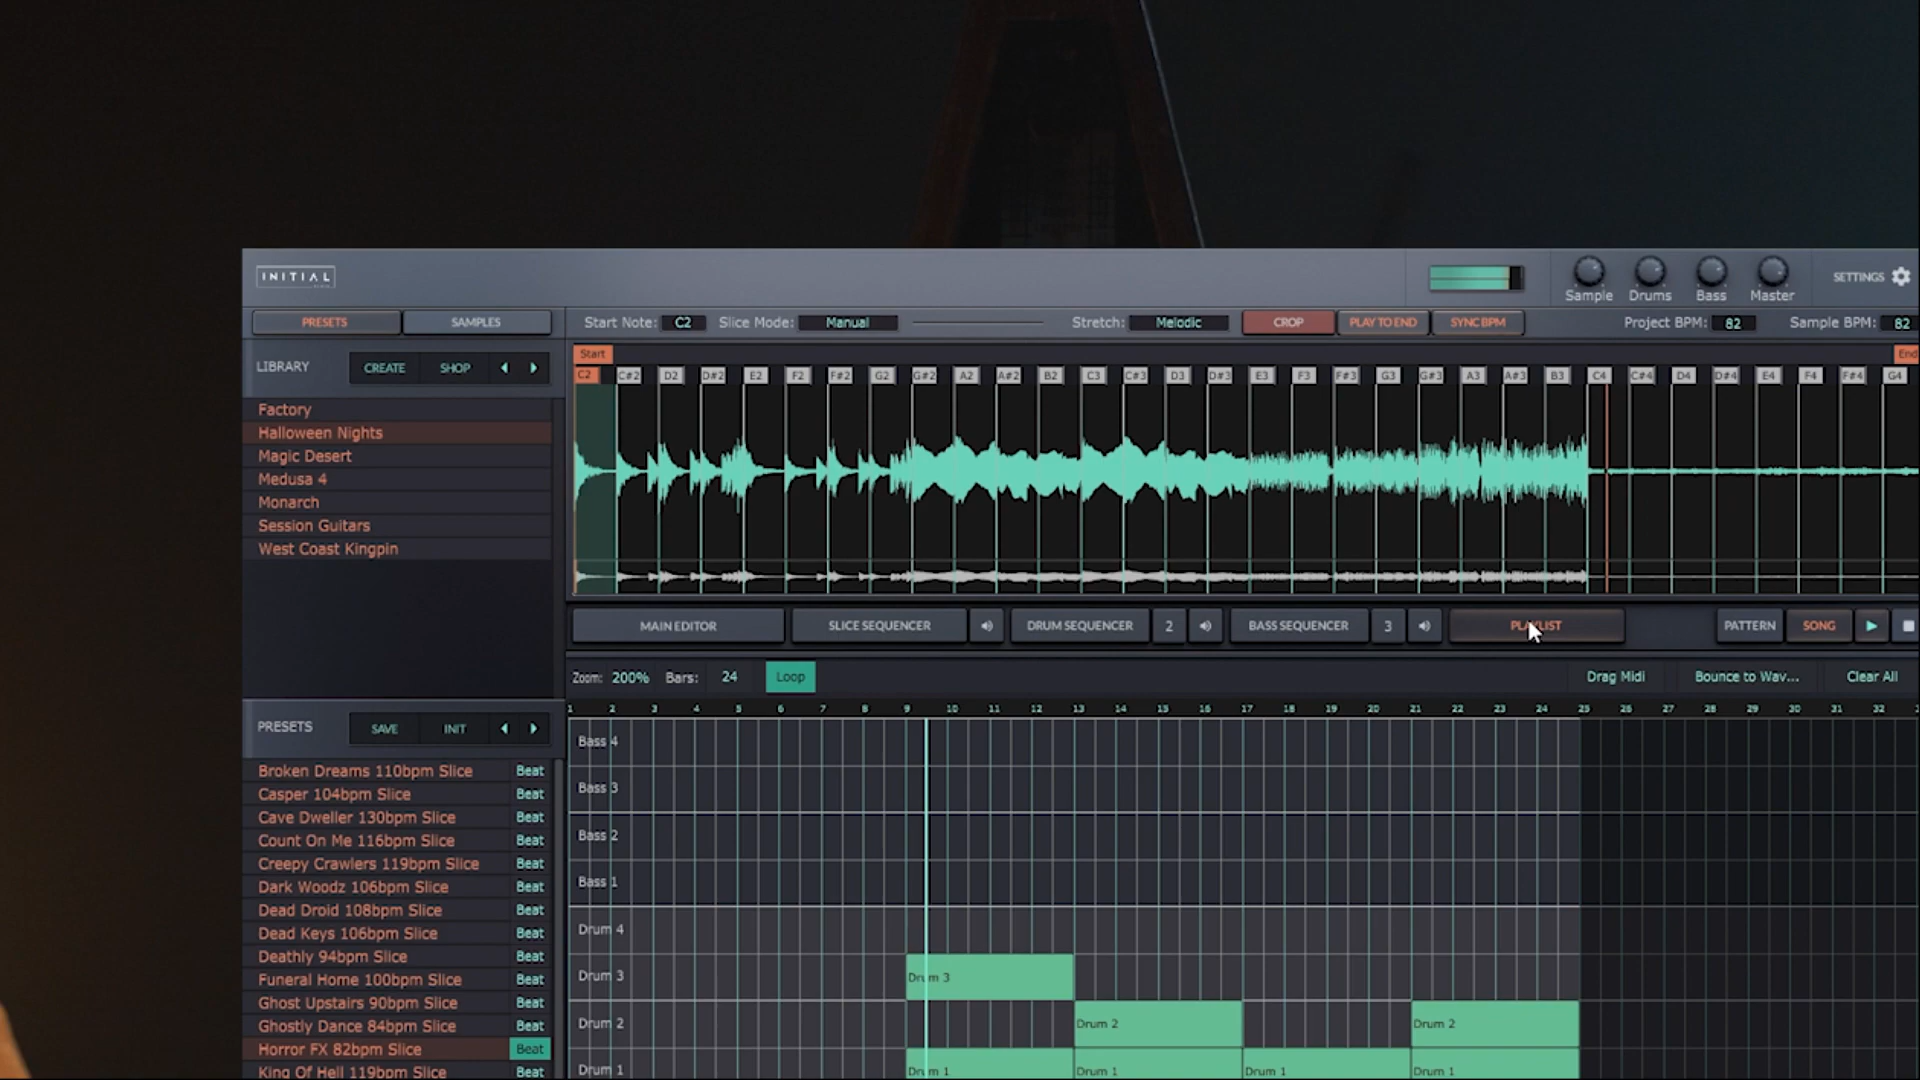 INITIAL
Sample Drums Bass Master SETTINGS
PRESETS SAMPLES Start Note: C2 Slice Mode: Manual Stretch: Melodic CROP PLAY TO END SYNC BPM Project BPM: 82 Sample BPM: 82
Start End
LIBRARY CREATE SHOP
C2 C#2 D2 D#2 E2 F2 F#2 G2 G#2 A2 A#2 B2 C3 C#3 D3 D#3 E3 F3 F#3 G3 G#3 A3 A#3 B3 C4 C#4 D4 D#4 E4 F4 F#4 G4
Factory
Halloween Nights
Magic Desert
Medusa 4
Monarch
Session Guitars
West Coast Kingpin
MAIN EDITOR SLICE SEQUENCER DRUM SEQUENCER 2 BASS SEQUENCER 3 PLAYLIST PATTERN SONG
Zoom: 200% Bars: 24 Loop Drag Midi Bounce to Wav... Clear All
1 2 3 4 5 6 7 8 9 10 11 12 13 14 15 16 17 18 19 20 21 22 23 24 25 26 27 28 29 30 31 32
PRESETS SAVE INIT
Bass 4
Bass 3
Bass 2
Bass 1
Drum 4
Drum 3 Drum 3
Drum 2 Drum 2 Drum 2
Drum 1 Drum 1 Drum 1 Drum 1 Drum 1
Broken Dreams 110bpm Slice Beat
Casper 104bpm Slice Beat
Cave Dweller 130bpm Slice Beat
Count On Me 116bpm Slice Beat
Creepy Crawlers 119bpm Slice Beat
Dark Woodz 106bpm Slice Beat
Dead Droid 108bpm Slice Beat
Dead Keys 106bpm Slice Beat
Deathly 94bpm Slice Beat
Funeral Home 100bpm Slice Beat
Ghost Upstairs 90bpm Slice Beat
Ghostly Dance 84bpm Slice Beat
Horror FX 82bpm Slice Beat
King Of Hell 119bpm Slice Beat